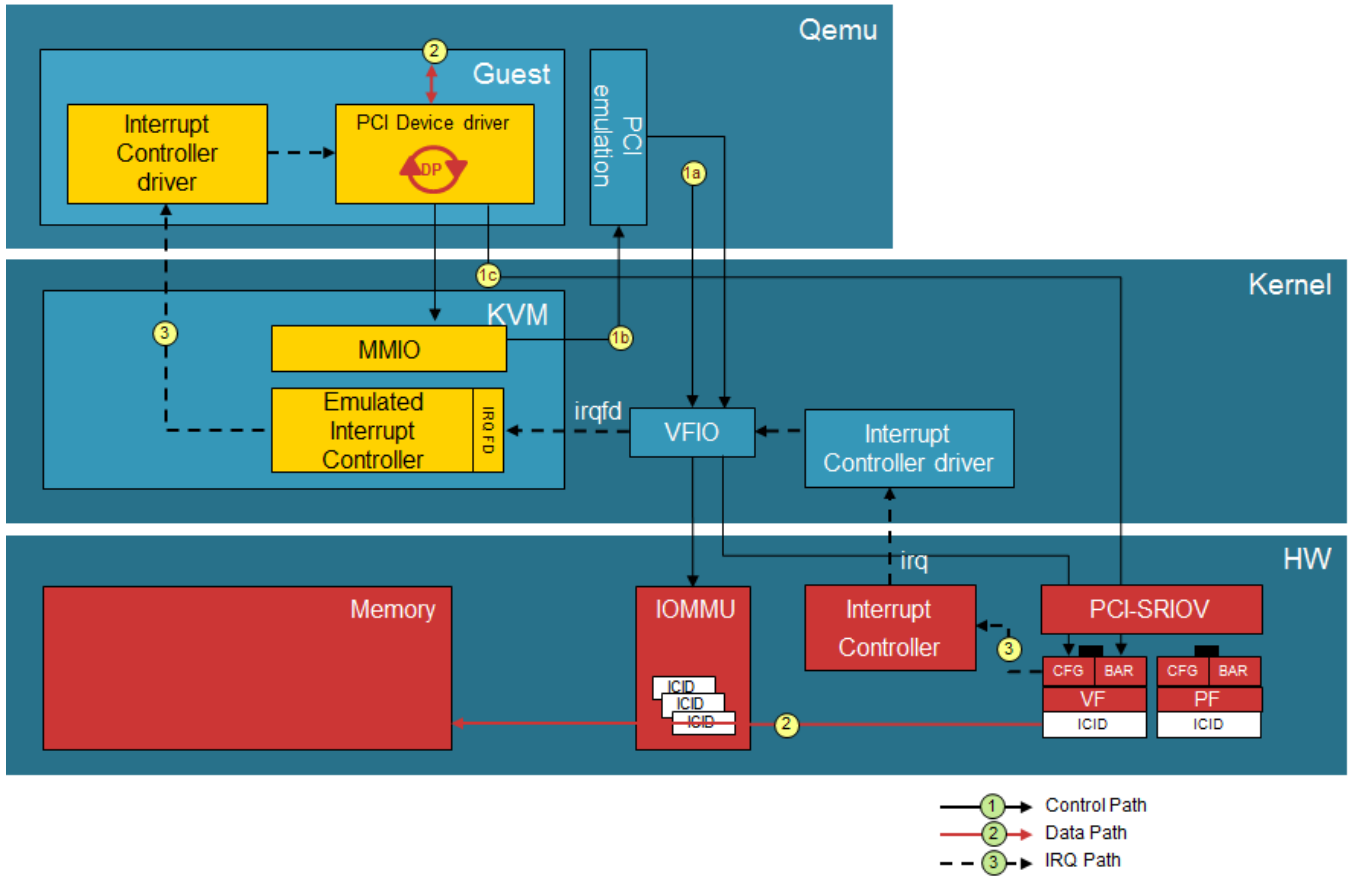 Qemu
Guest
2
Interrupt
Controller
driver
PCI Device driver
DP
PCI
emulation
1a
Kernel
1c
KVM
3
MMIO
1b
Emulated
Interrupt
Controller
IRQ FD
irqfd
VFIO
Interrupt
Controller driver
HW
irq
Memory
IOMMU
Interrupt
Controller
PCI-SRIOV
3
CFG BAR
VF
ICID
CFG BAR
PF
ICID
ICID
ICID
ICID
2
1 Control Path
2 Data Path
3 IRQ Path